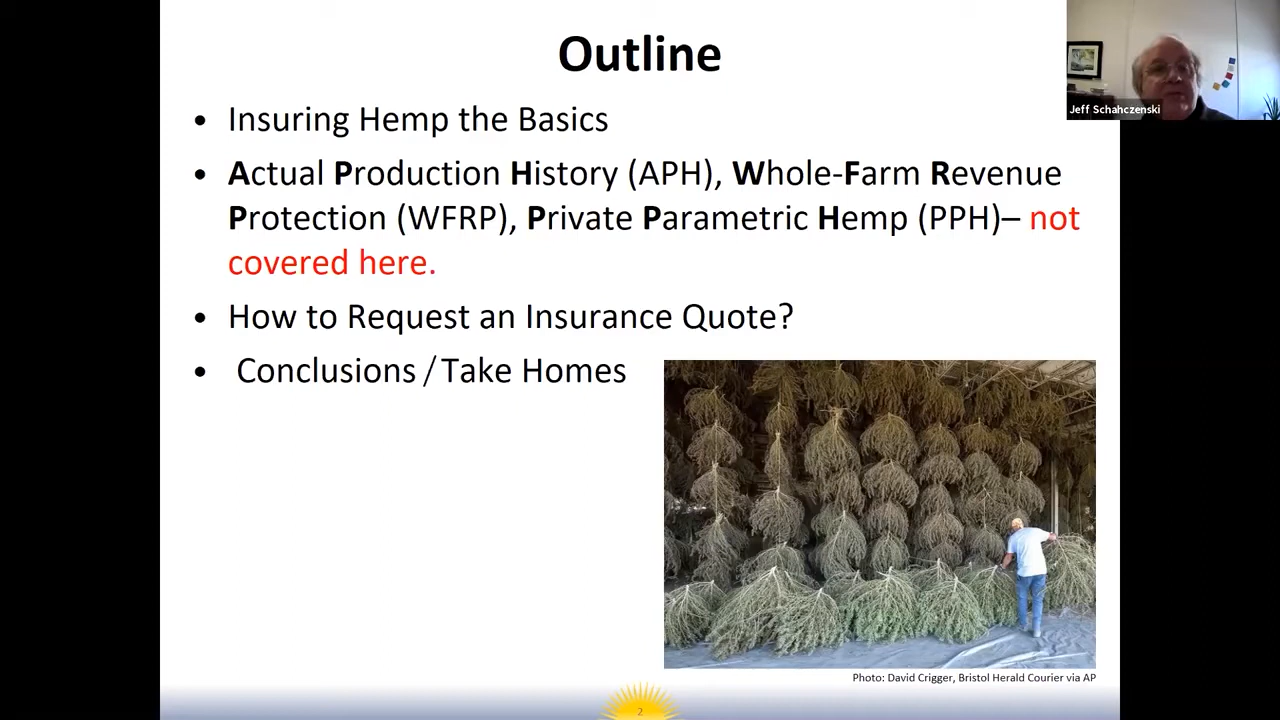 Outline
• Insuring Hemp the Basics
• Actual Production History (APH), Whole-Farm Revenue
Protection (WFRP), Private Parametric Hemp (PPH)– not
covered here.
• How to Request an Insurance Quote?
• Conclusions / Take Homes
Photo: David Crigger, Bristol Herald Courier via AP
2
Jeff Schahczenski